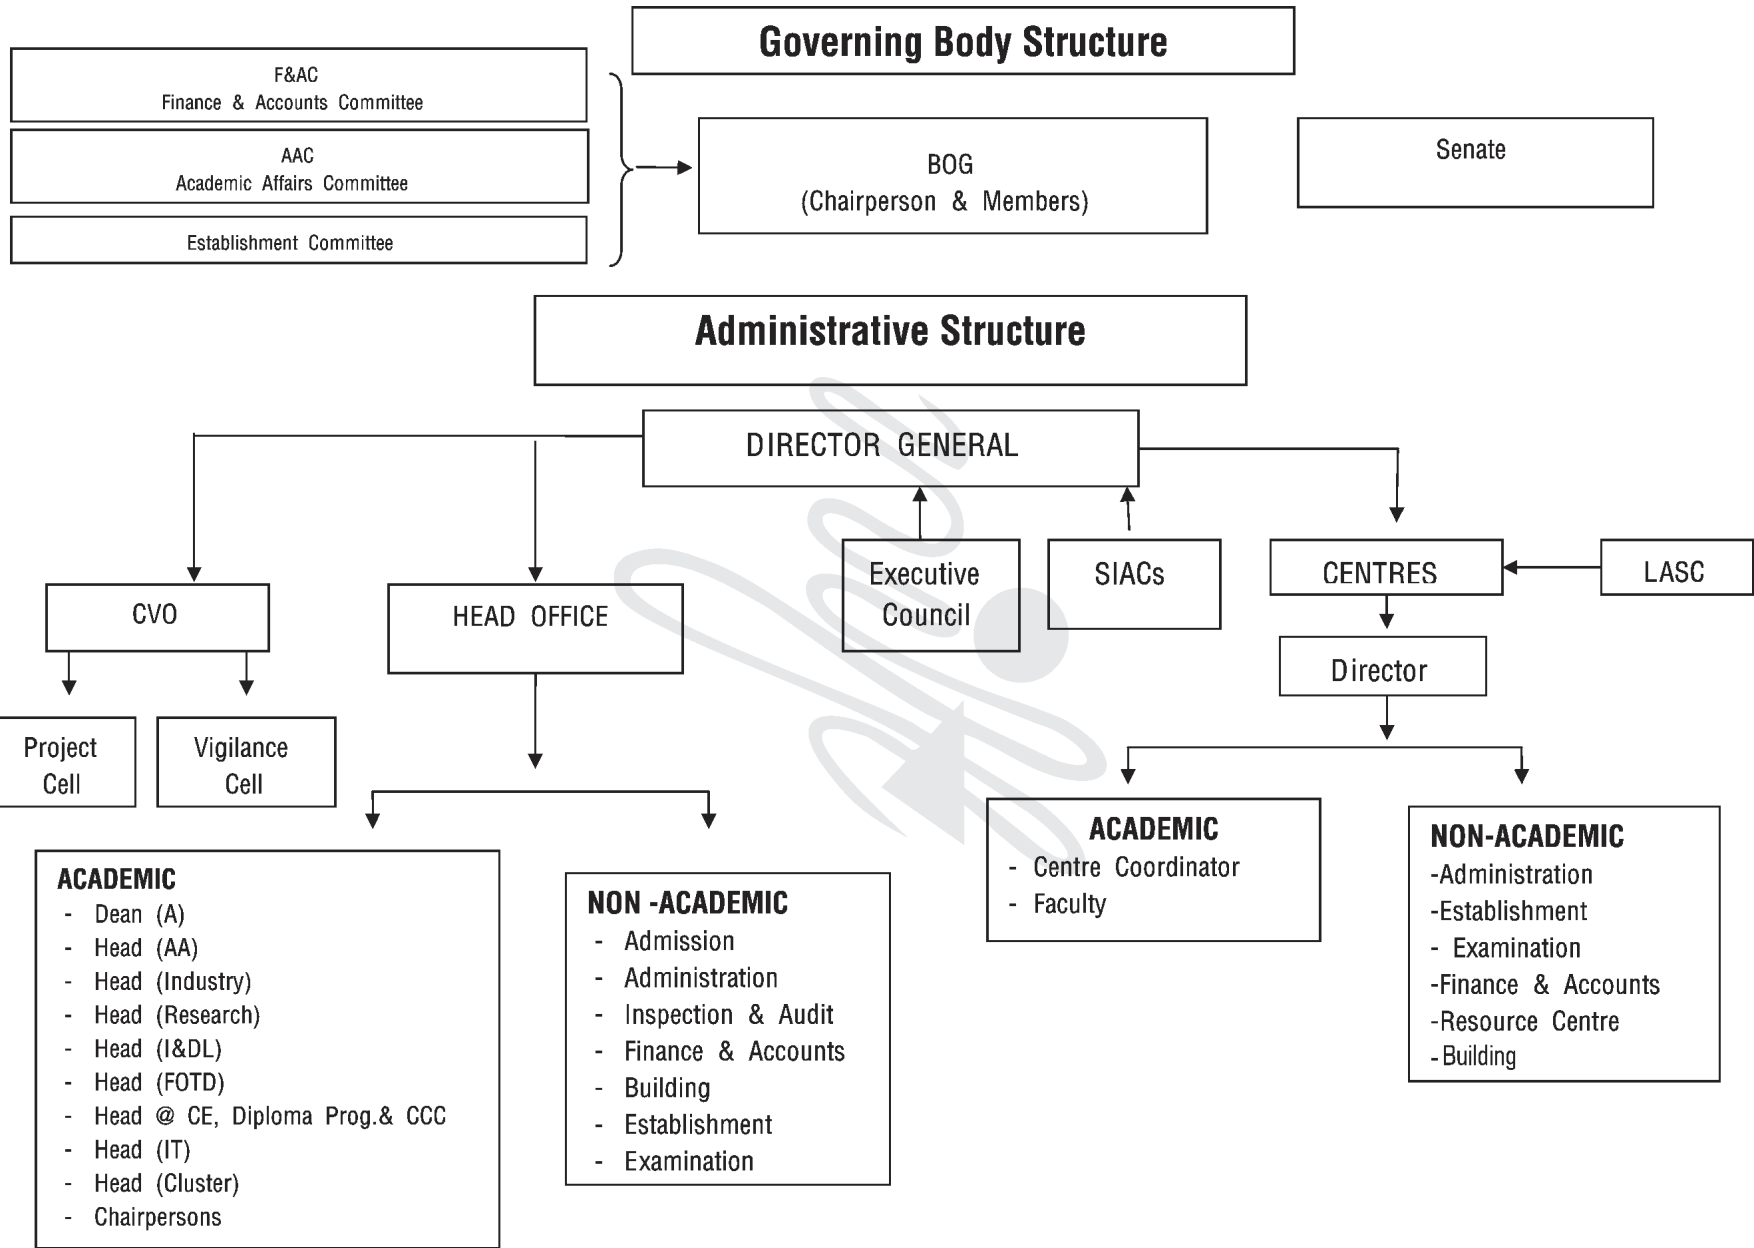 Governing Body Structure
F&AC
Finance & Accounts Committee
AAC
Academic Affairs Committee
Establishment Committee
BOG
(Chairperson & Members)
Senate
Administrative Structure
DIRECTOR GENERAL
CVO
HEAD OFFICE
Executive
Council
SIACs
CENTRES
LASC
Director
Project
Cell
Vigilance
Cell
ACADEMIC
- Dean (A)
- Head (AA)
- Head (Industry)
- Head (Research)
- Head (I&DL)
- Head (FOTD)
- Head @ CE, Diploma Prog.& CCC
- Head (IT)
- Head (Cluster)
- Chairpersons
NON -ACADEMIC
- Admission
- Administration
- Inspection & Audit
- Finance & Accounts
- Building
- Establishment
- Examination
ACADEMIC
- Centre Coordinator
- Faculty
NON-ACADEMIC
-Administration
-Establishment
- Examination
-Finance & Accounts
-Resource Centre
- Building